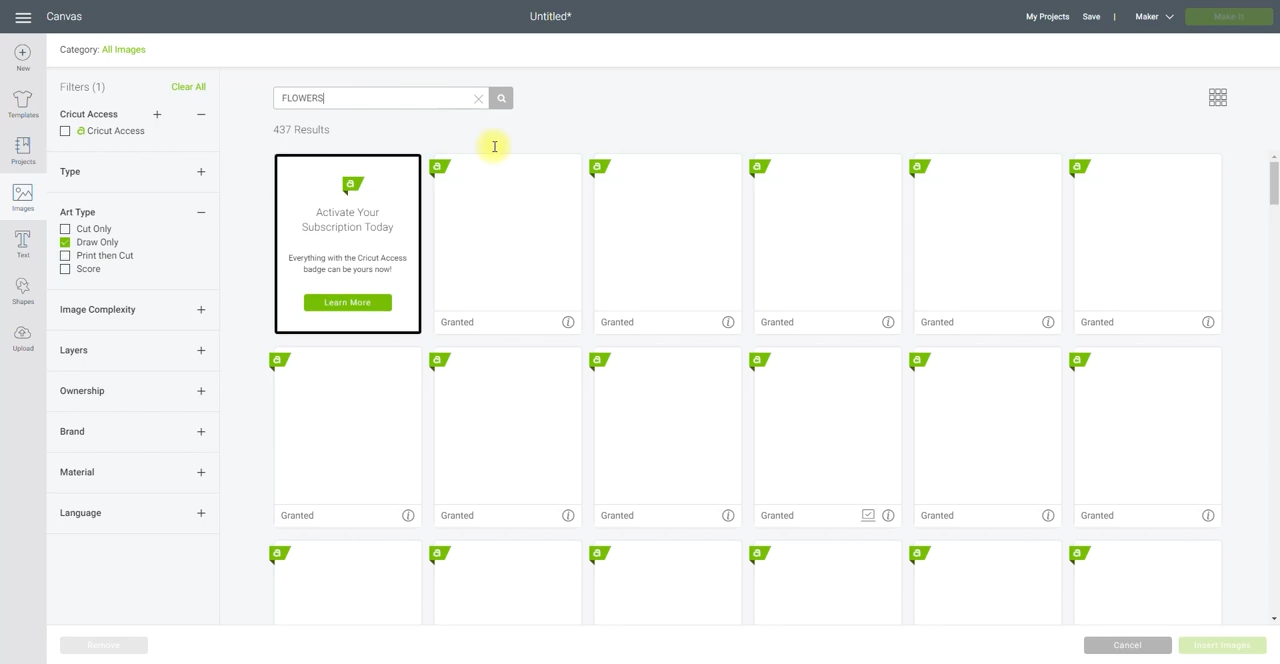 Canvas
Untitled*
My Projects
Save
|
Maker
Make It
New
Templates
Projects
Images
Text
Shapes
Upload
Category: All Images
Filters (1)
Clear All
Cricut Access
a Cricut Access
Type
Art Type
Cut Only
Draw Only
Print then Cut
Score
Image Complexity
Layers
Ownership
Brand
Material
Language
FLOWERS
437 Results
a
Activate Your
Subscription Today
Everything with the Cricut Access
badge can be yours now!
Learn More
a
Granted
a
Granted
a
Granted
a
Granted
a
Granted
a
Granted
a
Granted
a
Granted
a
Granted
a
Granted
a
Granted
a
a
a
a
a
a
Remove
Cancel
Insert Images